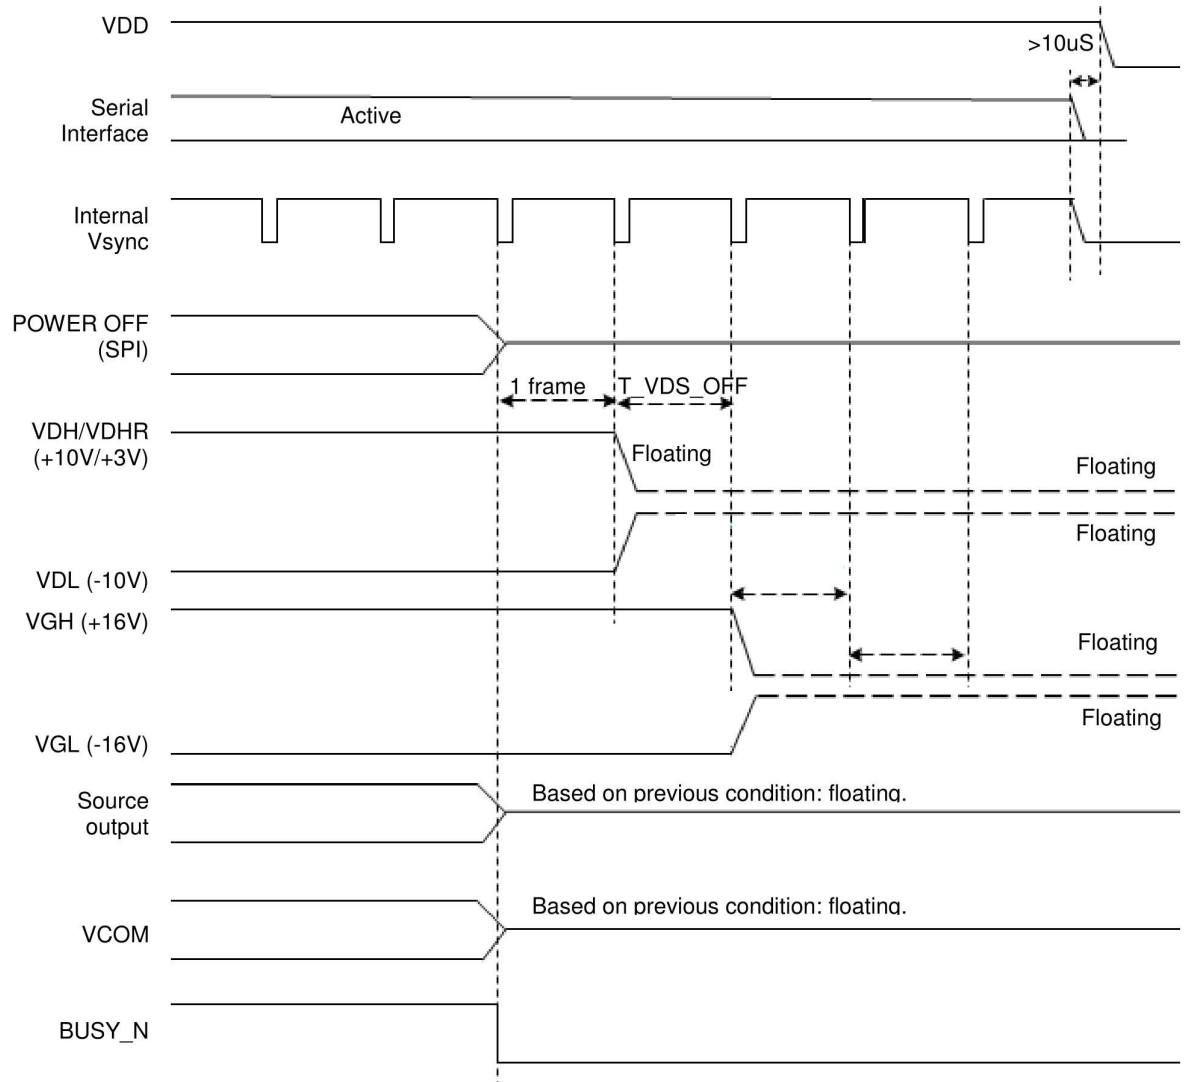 VDD
>10uS
Serial
Interface
Active
Internal
Vsync
POWER OFF
(SPI)
1 frame
T_VDS_OFF
VDH/VDHR
(+10V/+3V)
Floating
Floating
Floating
VDL (-10V)
VGH (+16V)
Floating
Floating
VGL (-16V)
Source
output
Based on previous condition: floating.
VCOM
Based on previous condition: floating.
BUSY_N